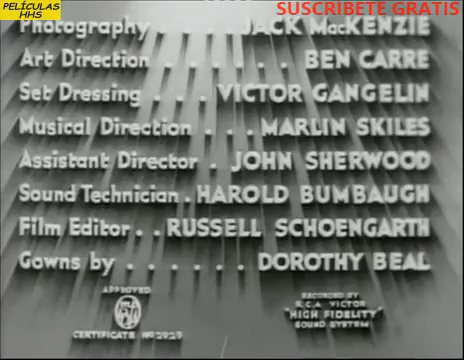 PELÍCULAS
HHS
SUSCRIBETE GRATIS
Photography . . . . JACK MacKENZIE
Art Direction . . . . . . BEN CARRE
Set Dressing . . . . VICTOR GANGELIN
Musical Direction . . . MARLIN SKILES
Assistant Director . JOHN SHERWOOD
Sound Technician . HAROLD BUMBAUGH
Film Editor . . RUSSELL SCHOENGARTH
Gowns by . . . . . . DOROTHY BEAL
APPROVED
CERTIFICATE No 2929
RECORDED BY
R.C.A. VICTOR
"HIGH FIDELITY"
SOUND SYSTEM